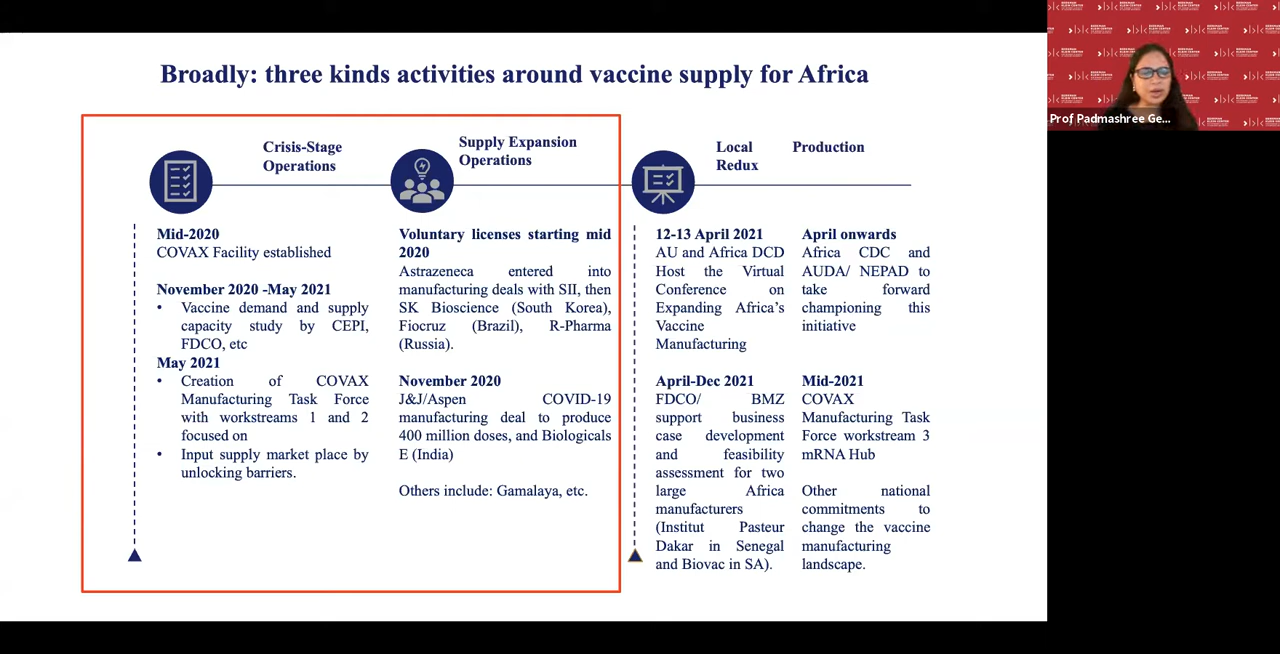 Broadly: three kinds activities around vaccine supply for Africa
Crisis-Stage
Operations
Mid-2020
COVAX Facility established
November 2020 -May 2021
• Vaccine demand and supply
capacity study by CEPI,
FDCO, etc
May 2021
• Creation of COVAX
Manufacturing Task Force
with workstreams 1 and 2
focused on
• Input supply market place by
unlocking barriers.
Supply Expansion
Operations
Voluntary licenses starting mid
2020
Astrazeneca entered into
manufacturing deals with SII, then
SK Bioscience (South Korea),
Fiocruz (Brazil), R-Pharma
(Russia).
November 2020
J&J/Aspen COVID-19
manufacturing deal to produce
400 million doses, and Biologicals
E (India)
Others include: Gamalaya, etc.
Local Production
Redux
12-13 April 2021
AU and Africa DCD
Host the Virtual
Conference on
Expanding Africa's
Vaccine
Manufacturing
April-Dec 2021
FDCO/ BMZ
support business
case development
and feasibility
assessment for two
large Africa
manufacturers
(Institut Pasteur
Dakar in Senegal
and Biovac in SA).
April onwards
Africa CDC and
AUDA/ NEPAD to
take forward
championing this
initiative
Mid-2021
COVAX
Manufacturing Task
Force workstream 3
mRNA Hub
Other national
commitments to
change the vaccine
manufacturing
landscape.
Prof Padmashree Ge...